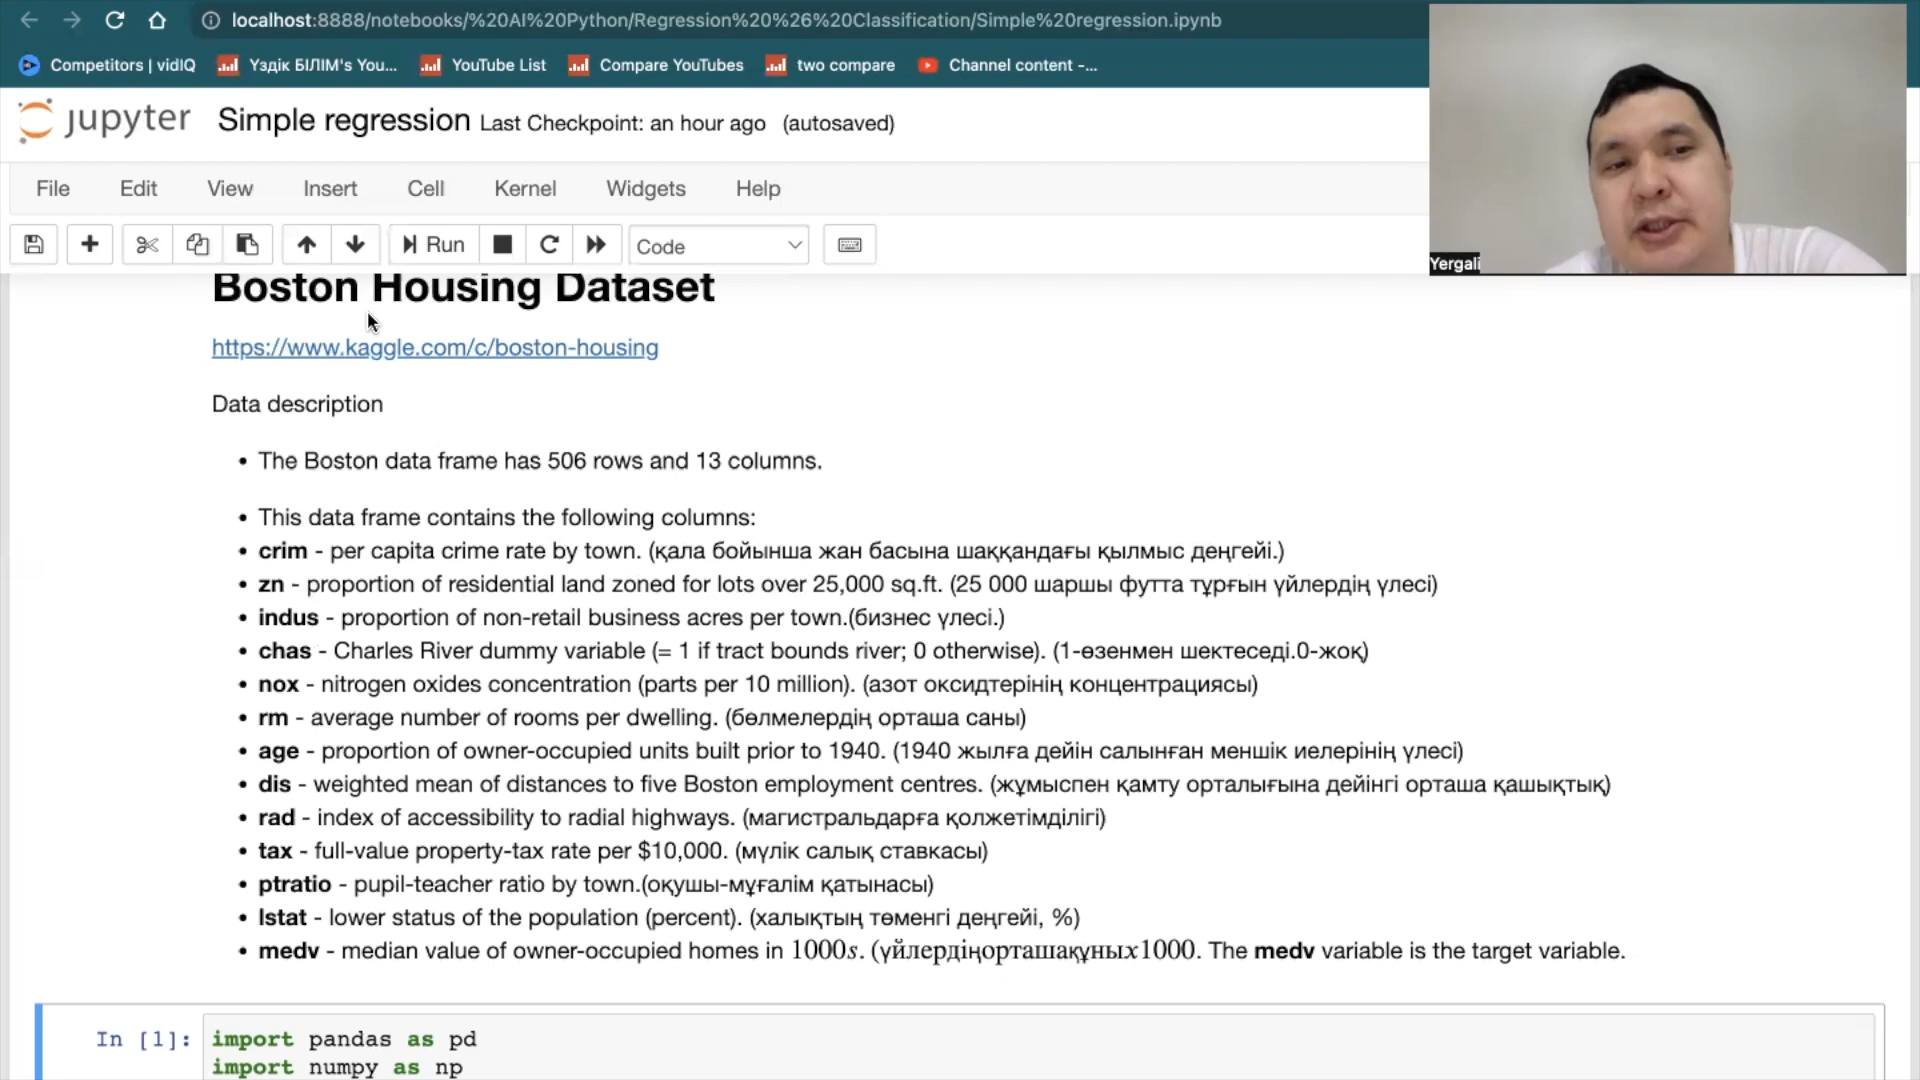 localhost:8888/notebooks/%20AI%20Python/Regression%20%26%20Classification/Simple%20regression.ipynb
Competitors | vidIQ Үздік БІЛІМ's You... YouTube List Compare YouTubes two compare Channel content -...
jupyter Simple regression Last Checkpoint: an hour ago (autosaved)
File Edit View Insert Cell Kernel Widgets Help
Run Code
Yergali
Boston Housing Dataset
https://www.kaggle.com/c/boston-housing
Data description
• The Boston data frame has 506 rows and 13 columns.
• This data frame contains the following columns:
• crim - per capita crime rate by town. (қала бойынша жан басына шаққандағы қылмыс деңгейі.)
• zn - proportion of residential land zoned for lots over 25,000 sq.ft. (25 000 шаршы футта тұрғын үйлердің үлесі)
• indus - proportion of non-retail business acres per town.(бизнес үлесі.)
• chas - Charles River dummy variable (= 1 if tract bounds river; 0 otherwise). (1-өзенмен шектеседі.0-жоқ)
• nox - nitrogen oxides concentration (parts per 10 million). (азот оксидтерінің концентрациясы)
• rm - average number of rooms per dwelling. (бөлмелердің орташа саны)
• age - proportion of owner-occupied units built prior to 1940. (1940 жылға дейін салынған меншік иелерінің үлесі)
• dis - weighted mean of distances to five Boston employment centres. (жұмыспен қамту орталығына дейінгі орташа қашықтық)
• rad - index of accessibility to radial highways. (магистральдарға қолжетімділігі)
• tax - full-value property-tax rate per $10,000. (мүлік салық ставкасы)
• ptratio - pupil-teacher ratio by town.(оқушы-мұғалім қатынасы)
• lstat - lower status of the population (percent). (халықтың төменгі деңгейі, %)
• medv - median value of owner-occupied homes in 1000s. (үйлердіңорташақұныx1000. The medv variable is the target variable.
In [1]: import pandas as pd
import numpy as np